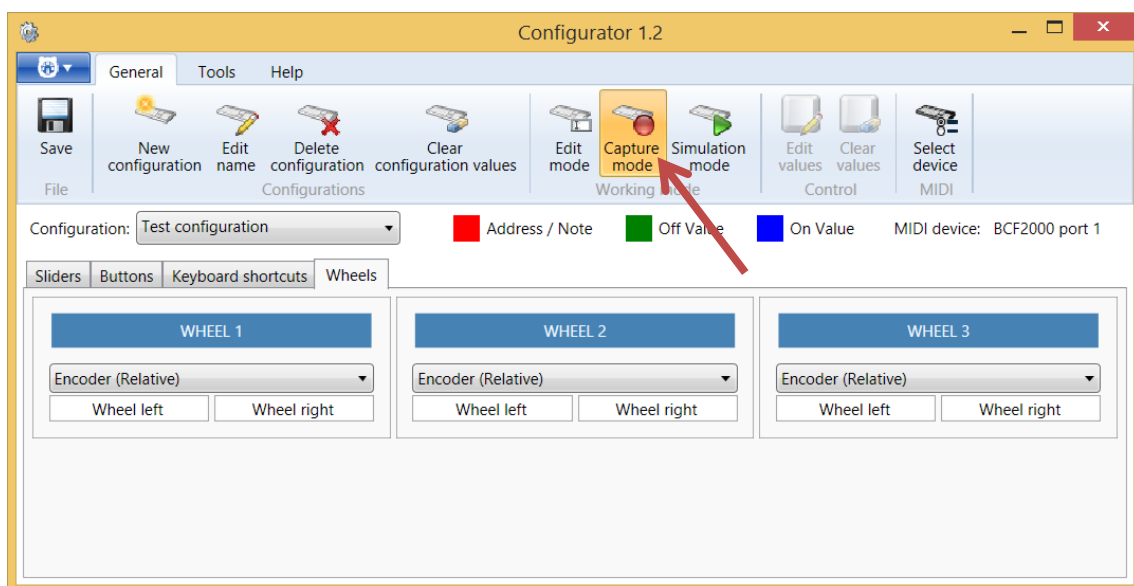 Configurator 1.2
General Tools Help
Save
New configuration
Edit name
Delete configuration
Clear configuration values
Edit mode
Capture mode
Simulation mode
Edit values
Clear values
Select device
File Configurations Working mode Control MIDI
Configuration: Test configuration Address / Note Off Value On Value MIDI device: BCF2000 port 1
Sliders Buttons Keyboard shortcuts Wheels
WHEEL 1 WHEEL 2 WHEEL 3
Encoder (Relative) Encoder (Relative) Encoder (Relative)
Wheel left Wheel right Wheel left Wheel right Wheel left Wheel right